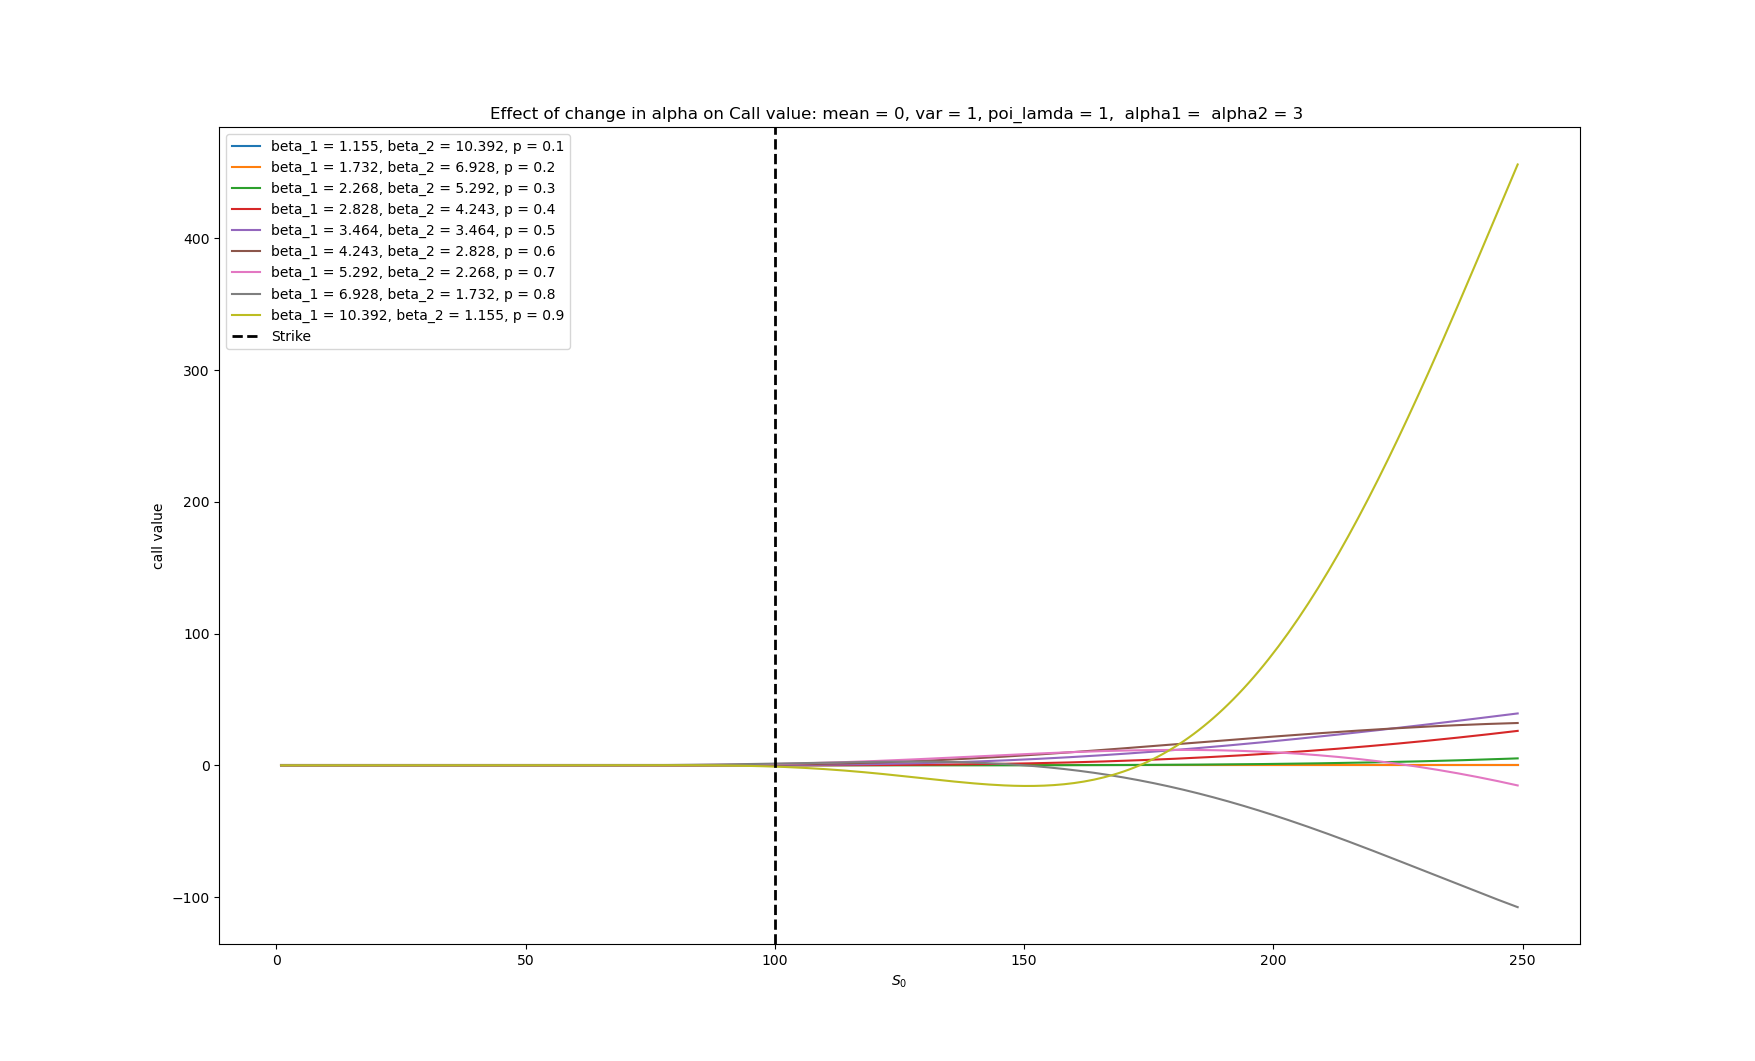 Effect of change in alpha on Call value: mean = 0, var = 1, poi_lamda = 1,  alpha1 =  alpha2 = 3
beta_1 = 1.155, beta_2 = 10.392, p = 0.1
beta_1 = 1.732, beta_2 = 6.928, p = 0.2
beta_1 = 2.268, beta_2 = 5.292, p = 0.3
beta_1 = 2.828, beta_2 = 4.243, p = 0.4
beta_1 = 3.464, beta_2 = 3.464, p = 0.5
beta_1 = 4.243, beta_2 = 2.828, p = 0.6
beta_1 = 5.292, beta_2 = 2.268, p = 0.7
beta_1 = 6.928, beta_2 = 1.732, p = 0.8
beta_1 = 10.392, beta_2 = 1.155, p = 0.9
Strike
call value
400
300
200
100
0
−100
0 50 100 150 200 250
S₀